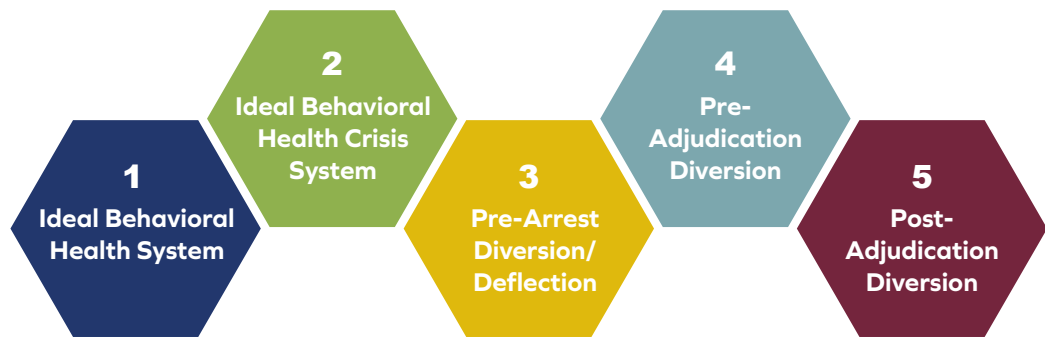 1
Ideal Behavioral
Health System
2
Ideal Behavioral
Health Crisis
System
3
Pre-Arrest
Diversion/
Deflection
4
Pre-
Adjudication
Diversion
5
Post-
Adjudication
Diversion